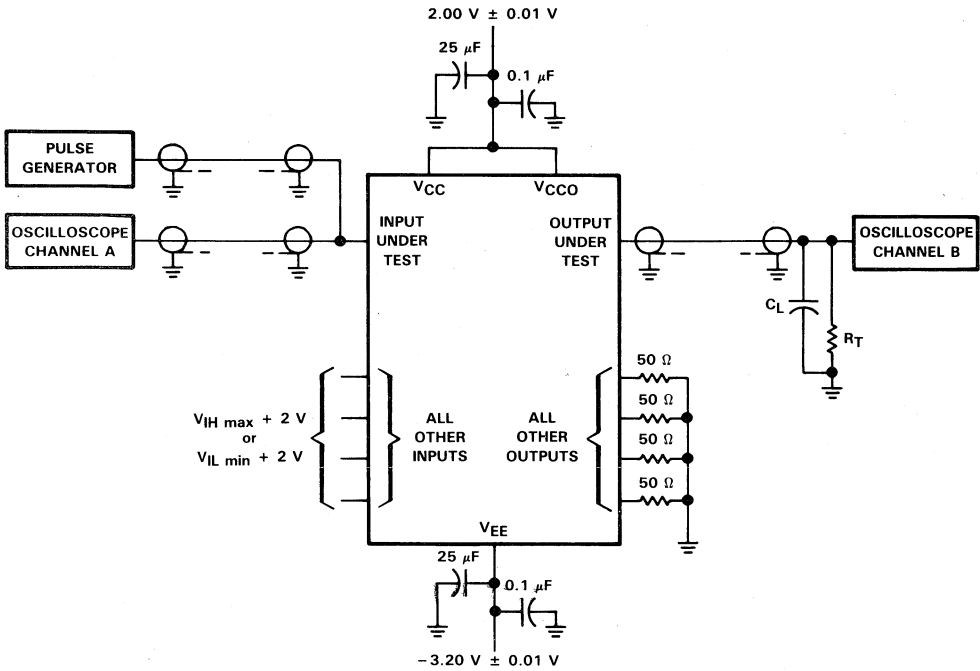 2.00 V ± 0.01 V
25 µF
0.1 µF
PULSE
GENERATOR
VCC
VCCO
OSCILLOSCOPE
CHANNEL A
INPUT
UNDER
TEST
OUTPUT
UNDER
TEST
OSCILLOSCOPE
CHANNEL B
CL
RT
VIH max + 2 V
or
VIL min + 2 V
ALL
OTHER
INPUTS
ALL
OTHER
OUTPUTS
50 Ω
50 Ω
50 Ω
50 Ω
VEE
25 µF
0.1 µF
−3.20 V ± 0.01 V